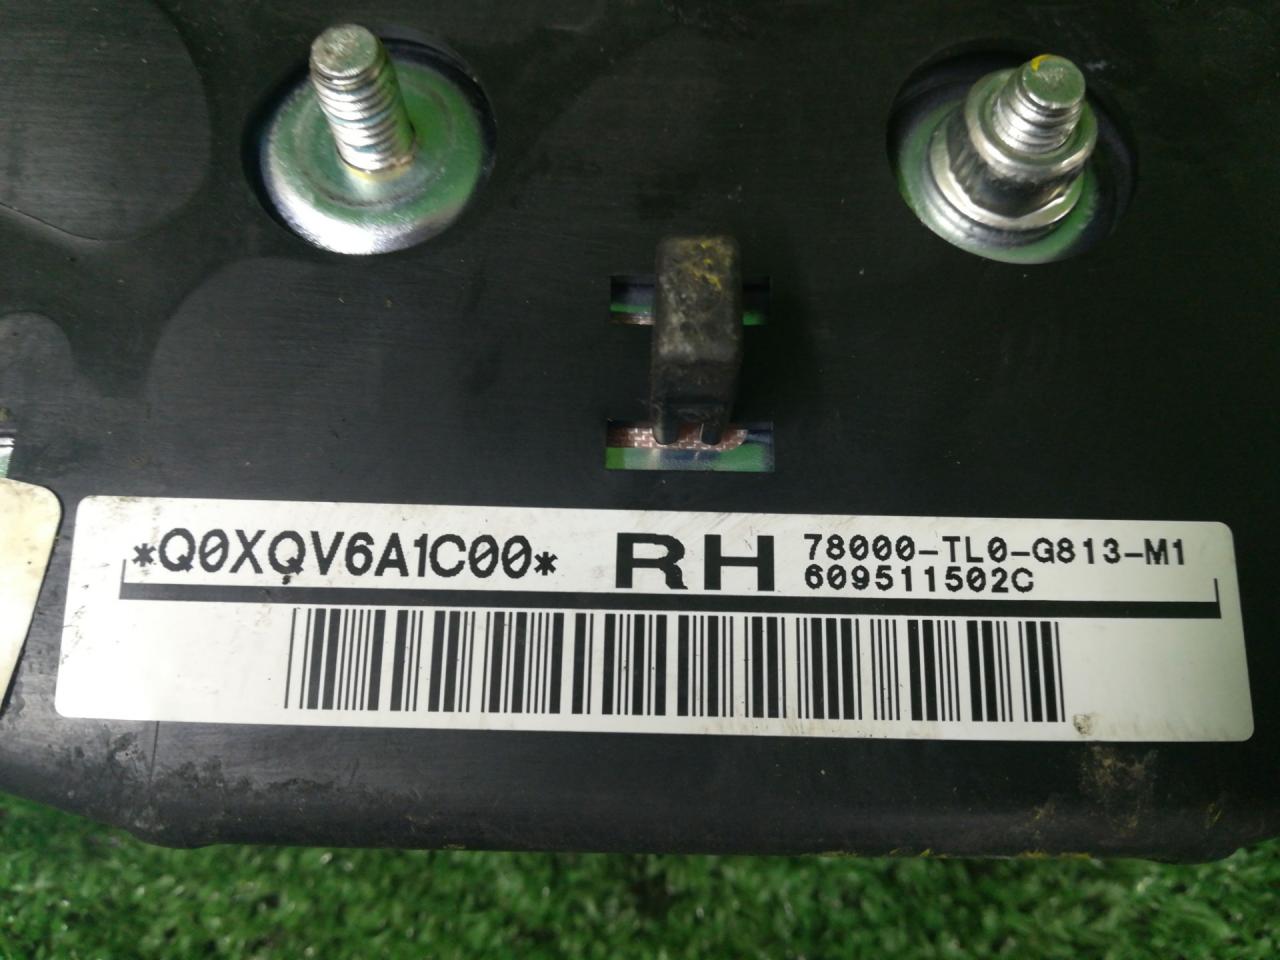 *Q0XQV6A1C00* RH 78000-TL0-G813-M1
609511502C